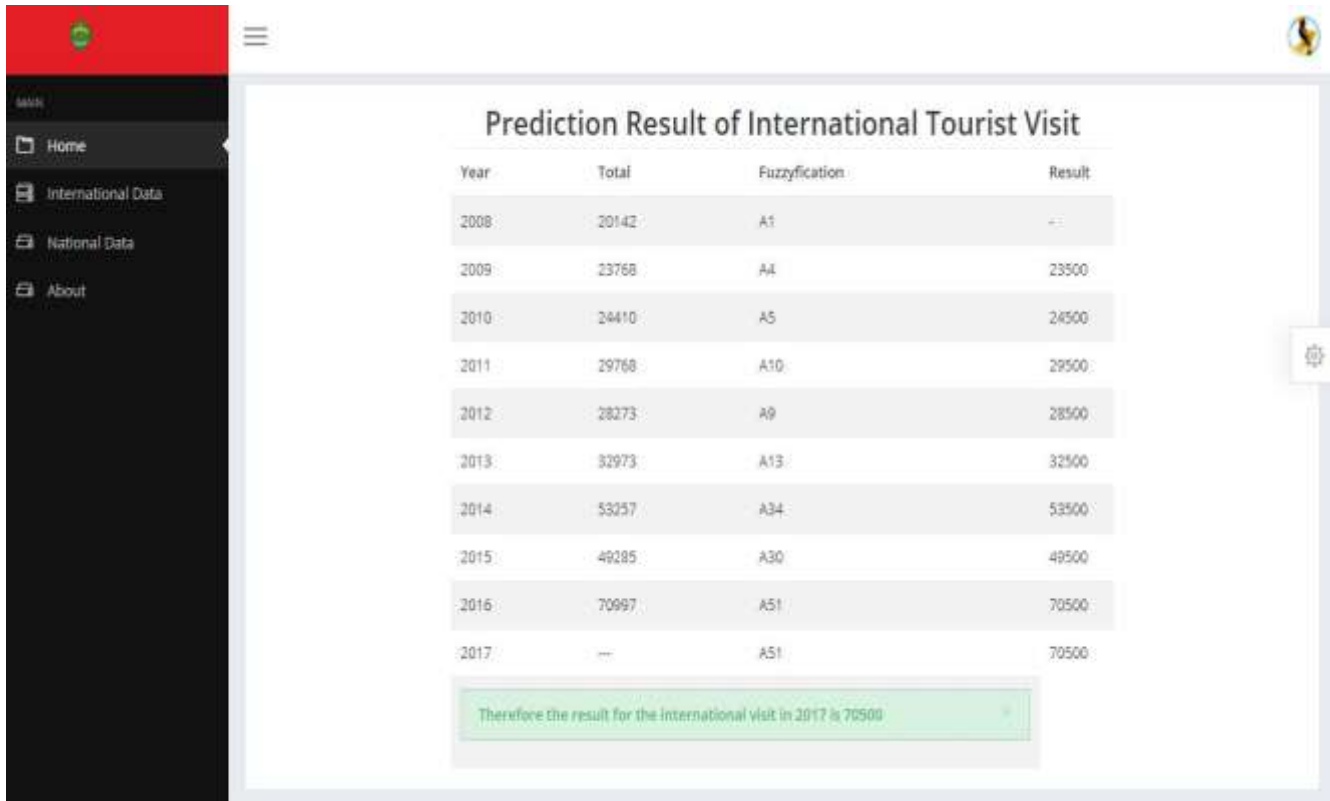 MAIN
Home
International Data
National Data
About
Prediction Result of International Tourist Visit
Year Total Fuzzyfication Result
2008 20142 A1 -
2009 23768 A4 23500
2010 24410 A5 24500
2011 29768 A10 29500
2012 28273 A9 28500
2013 32973 A13 32500
2014 53257 A34 53500
2015 49285 A30 49500
2016 70997 A51 70500
2017 --- A51 70500
Therefore the result for the international visit in 2017 is 70500